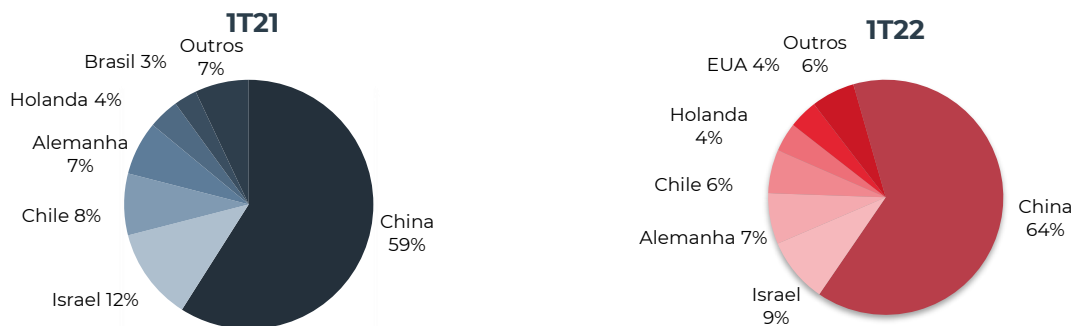 1T21
Outros
7%
Brasil 3%
Holanda 4%
Alemanha
7%
Chile 8%
China
59%
Israel 12%
1T22
Outros
6%
EUA 4%
Holanda
4%
Chile 6%
China
64%
Alemanha 7%
Israel
9%